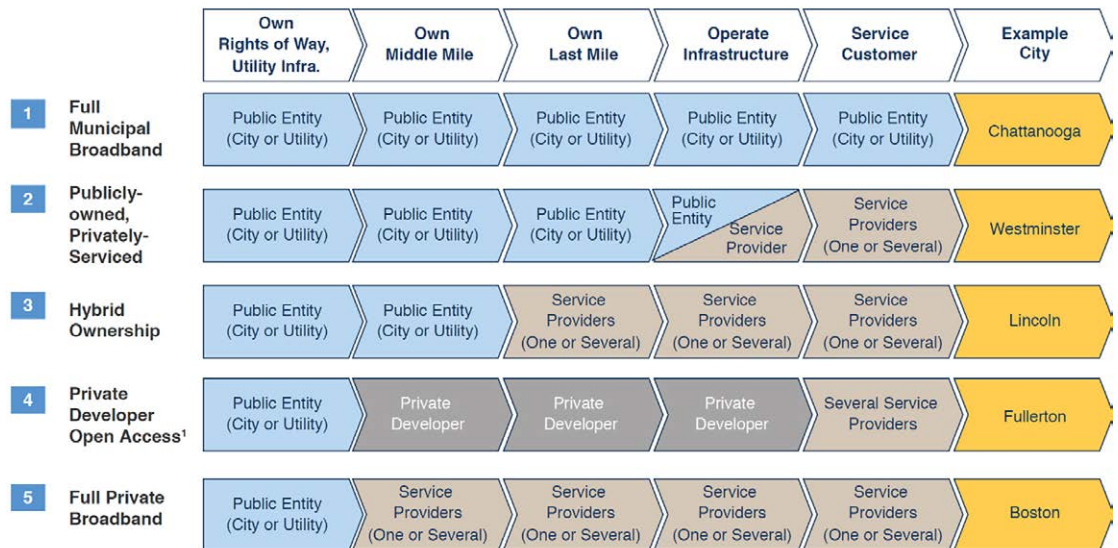 Own
Rights of Way,
Utility Infra.
Own
Middle Mile
Own
Last Mile
Operate
Infrastructure
Service
Customer
Example
City
1
Full
Municipal
Broadband
Public Entity
(City or Utility)
Public Entity
(City or Utility)
Public Entity
(City or Utility)
Public Entity
(City or Utility)
Public Entity
(City or Utility)
Chattanooga
2
Publicly-
owned,
Privately-
Serviced
Public Entity
(City or Utility)
Public Entity
(City or Utility)
Public Entity
(City or Utility)
Public
Entity
Service
Provider
Service
Providers
(One or Several)
Westminster
3
Hybrid
Ownership
Public Entity
(City or Utility)
Public Entity
(City or Utility)
Service
Providers
(One or Several)
Service
Providers
(One or Several)
Service
Providers
(One or Several)
Lincoln
4
Private
Developer
Open Access¹
Public Entity
(City or Utility)
Private
Developer
Private
Developer
Private
Developer
Several Service
Providers
Fullerton
5
Full Private
Broadband
Public Entity
(City or Utility)
Service
Providers
(One or Several)
Service
Providers
(One or Several)
Service
Providers
(One or Several)
Service
Providers
(One or Several)
Boston